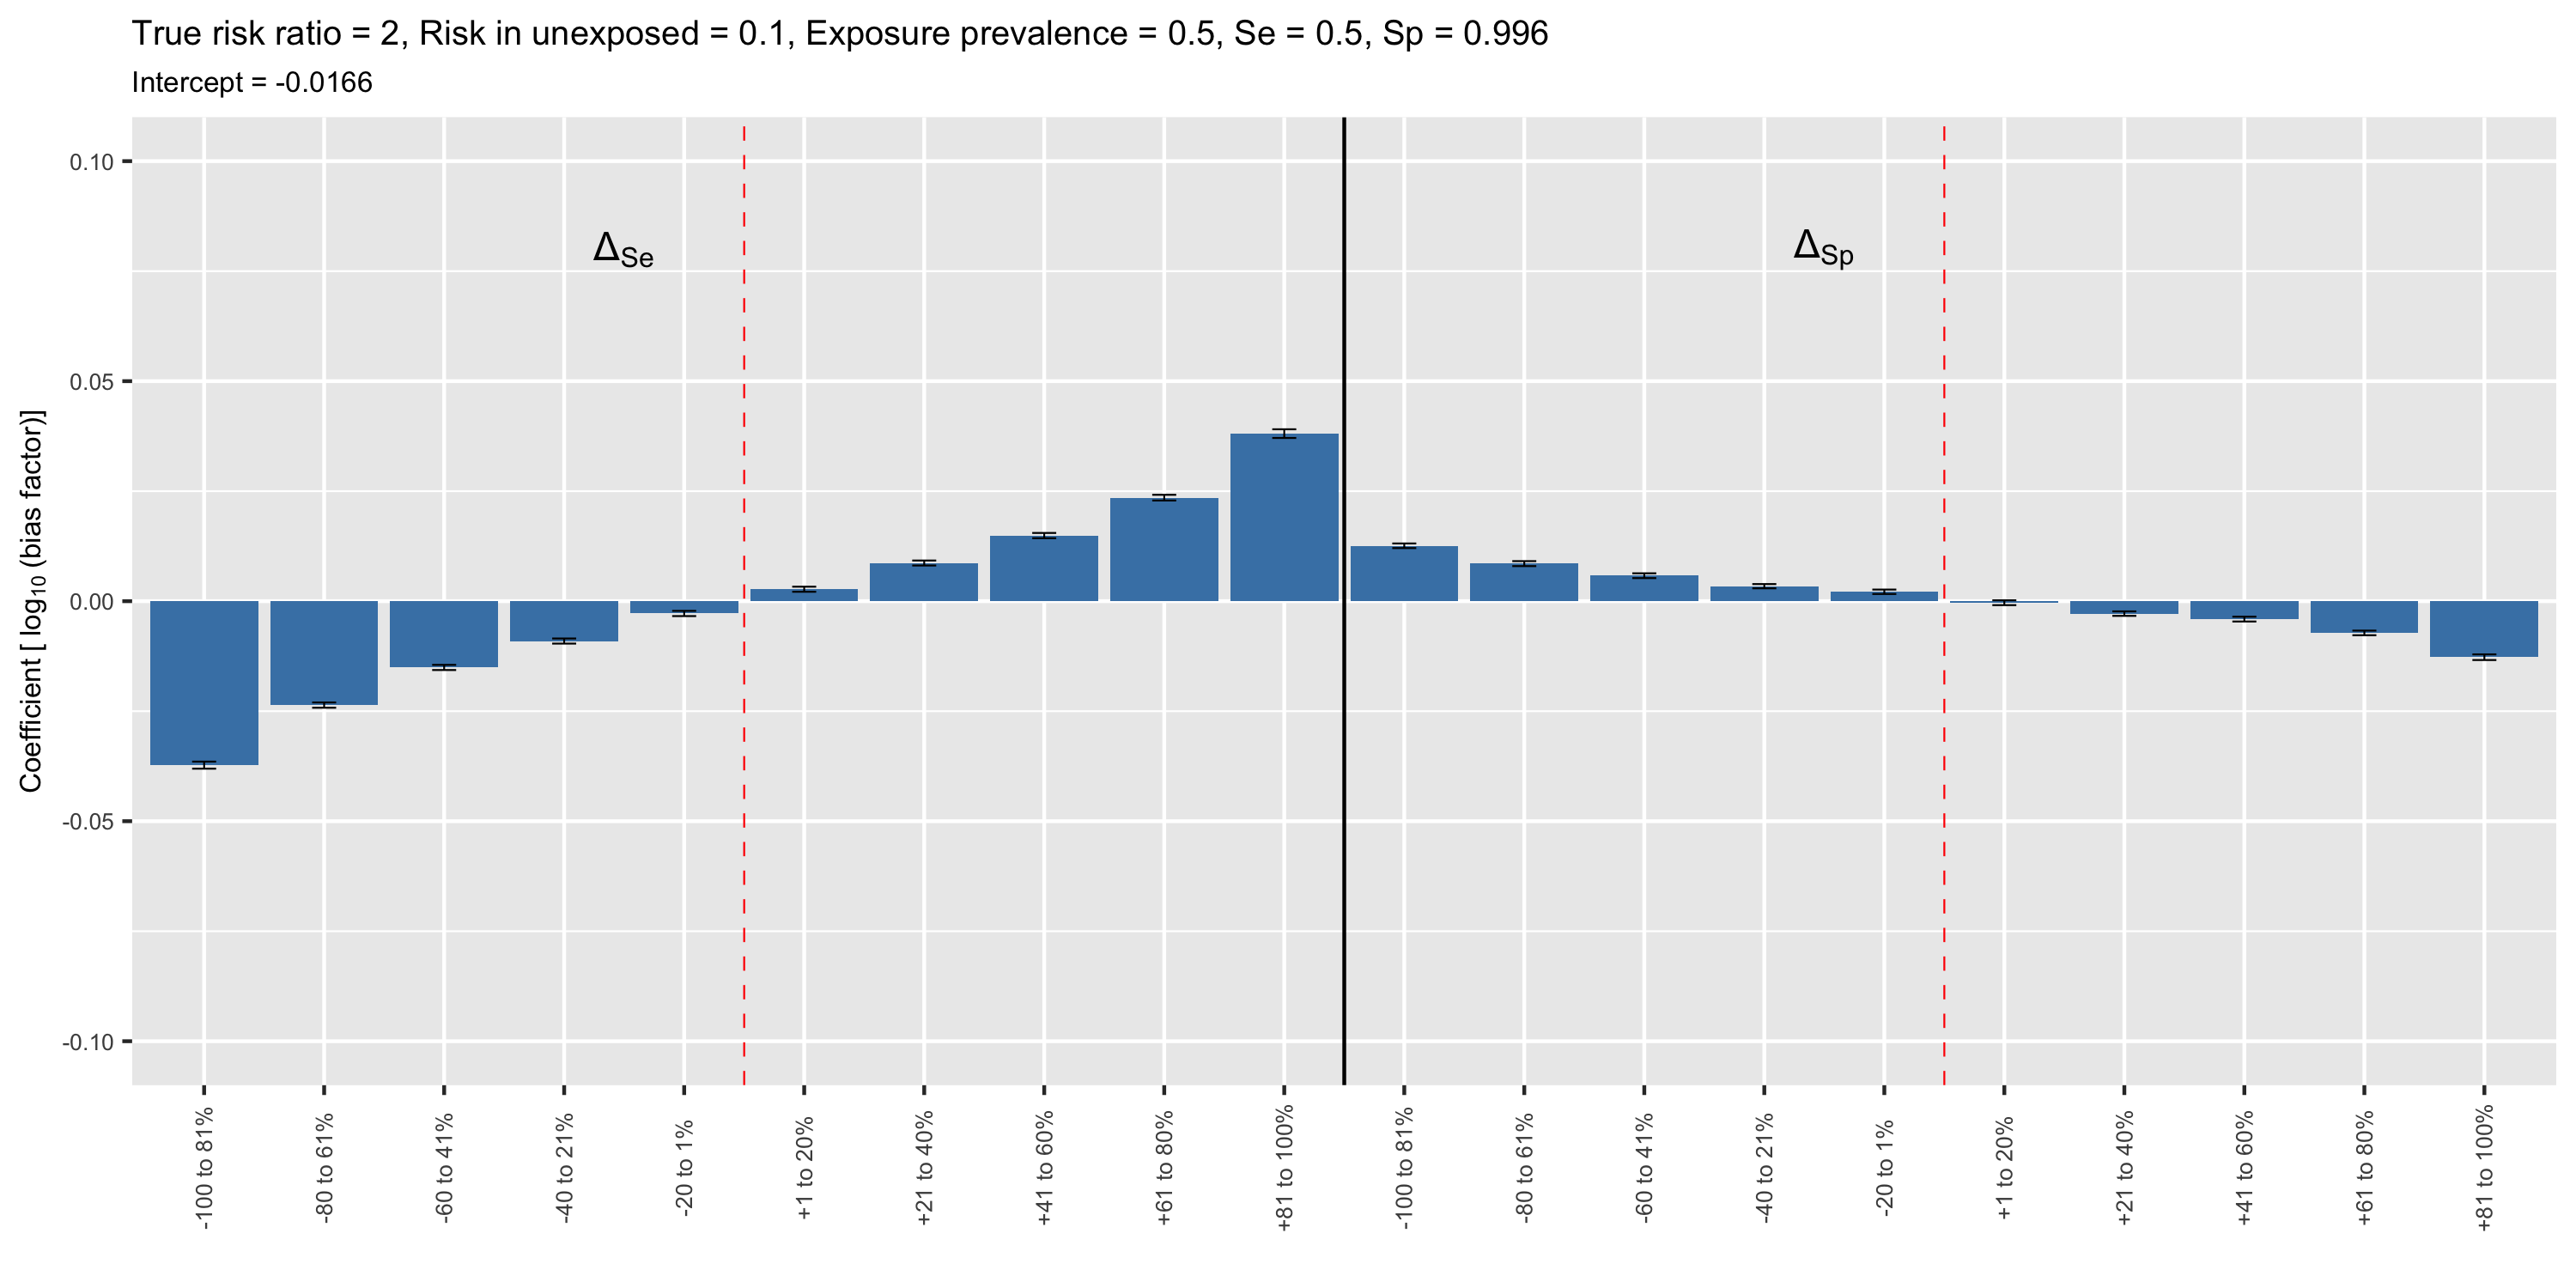 True risk ratio = 2, Risk in unexposed = 0.1, Exposure prevalence = 0.5, Se = 0.5, Sp = 0.996
Intercept = -0.0166
Coefficient [ log10 (bias factor)]
0.10
0.05
0.00
-0.05
-0.10
ΔSe
ΔSp
-100 to 81%
-80 to 61%
-60 to 41%
-40 to 21%
-20 to 1%
+1 to 20%
+21 to 40%
+41 to 60%
+61 to 80%
+81 to 100%
-100 to 81%
-80 to 61%
-60 to 41%
-40 to 21%
-20 to 1%
+1 to 20%
+21 to 40%
+41 to 60%
+61 to 80%
+81 to 100%